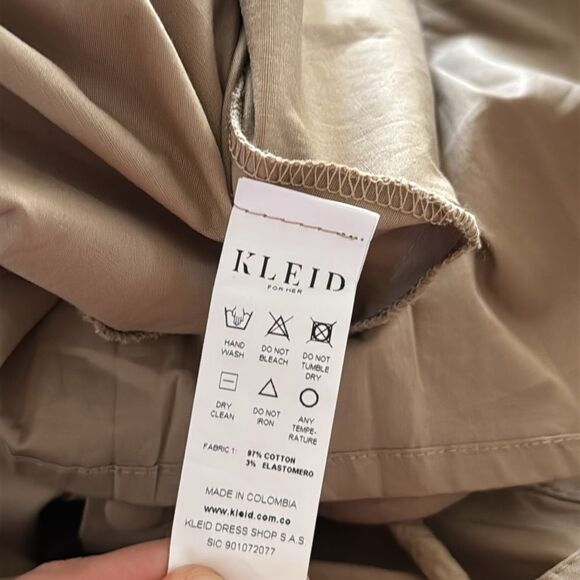 KLEID
FOR HER
HAND WASH
DO NOT BLEACH
DO NOT TUMBLE DRY
DRY CLEAN
DO NOT IRON
ANY TEMPE-RATURE
FABRIC 1: 97% COTTON
3% ELASTOMERO
MADE IN COLOMBIA
www.kleid.com.co
KLEID DRESS SHOP S.A.S
SIC 901072077